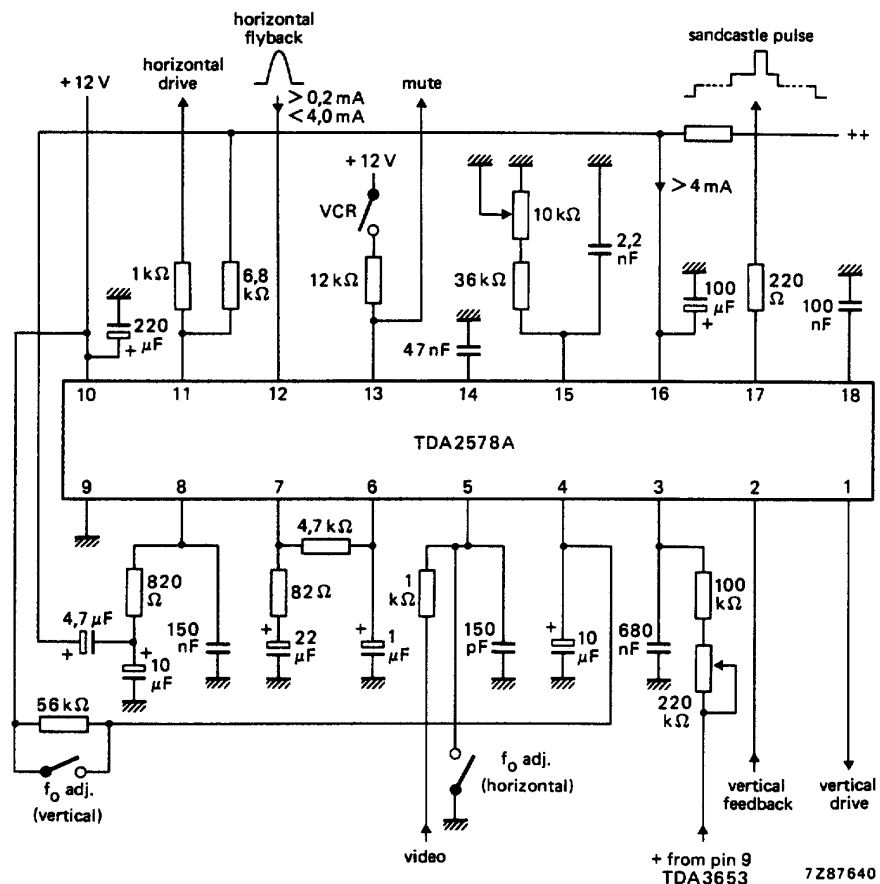 horizontal
flyback
sandcastle pulse
+12 V
horizontal
drive
> 0,2 mA
< 4,0 mA
mute
++
+12 V
VCR
> 4 mA
10 kΩ
2,2
nF
1 kΩ
6,8
kΩ
12 kΩ
36 kΩ
100
µF
+
220
Ω
100
nF
220
µF
+
47 nF
10
11
12
13
14
15
16
17
18
TDA2578A
9
8
7
6
5
4
3
2
1
4,7 kΩ
820
Ω
82 Ω
1
kΩ
100
kΩ
4,7 µF
+
150
nF
+
22
µF
+
1
µF
150
pF
+
10
µF
680
nF
+
10
µF
220
kΩ
56 kΩ
fo adj.
(vertical)
fo adj.
(horizontal)
vertical
feedback
vertical
drive
video
+ from pin 9
TDA3653
7Z87640